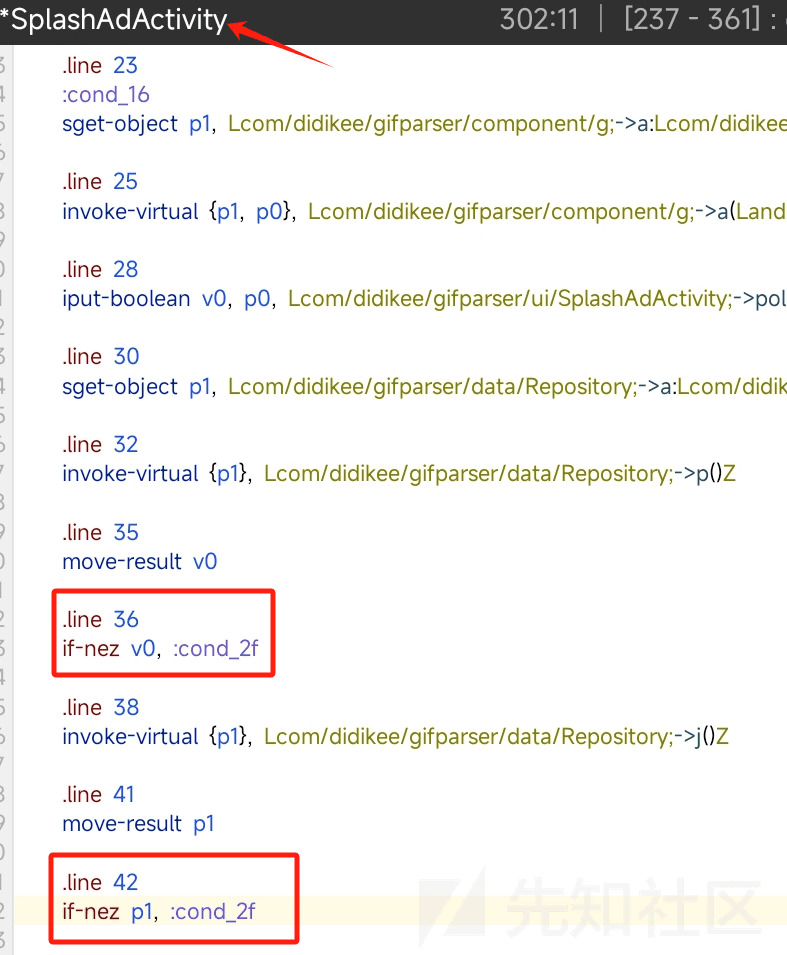 *SplashAdActivity 302:11 | [237 - 361] :
.line 23
:cond_16
sget-object p1, Lcom/didikee/gifparser/component/g;->a:Lcom/didikee
.line 25
invoke-virtual {p1, p0}, Lcom/didikee/gifparser/component/g;->a(Land
.line 28
iput-boolean v0, p0, Lcom/didikee/gifparser/ui/SplashAdActivity;->pol
.line 30
sget-object p1, Lcom/didikee/gifparser/data/Repository;->a:Lcom/didik
.line 32
invoke-virtual {p1}, Lcom/didikee/gifparser/data/Repository;->p()Z
.line 35
move-result v0
.line 36
if-nez v0, :cond_2f
.line 38
invoke-virtual {p1}, Lcom/didikee/gifparser/data/Repository;->j()Z
.line 41
move-result p1
.line 42
if-nez p1, :cond_2f
先知社区